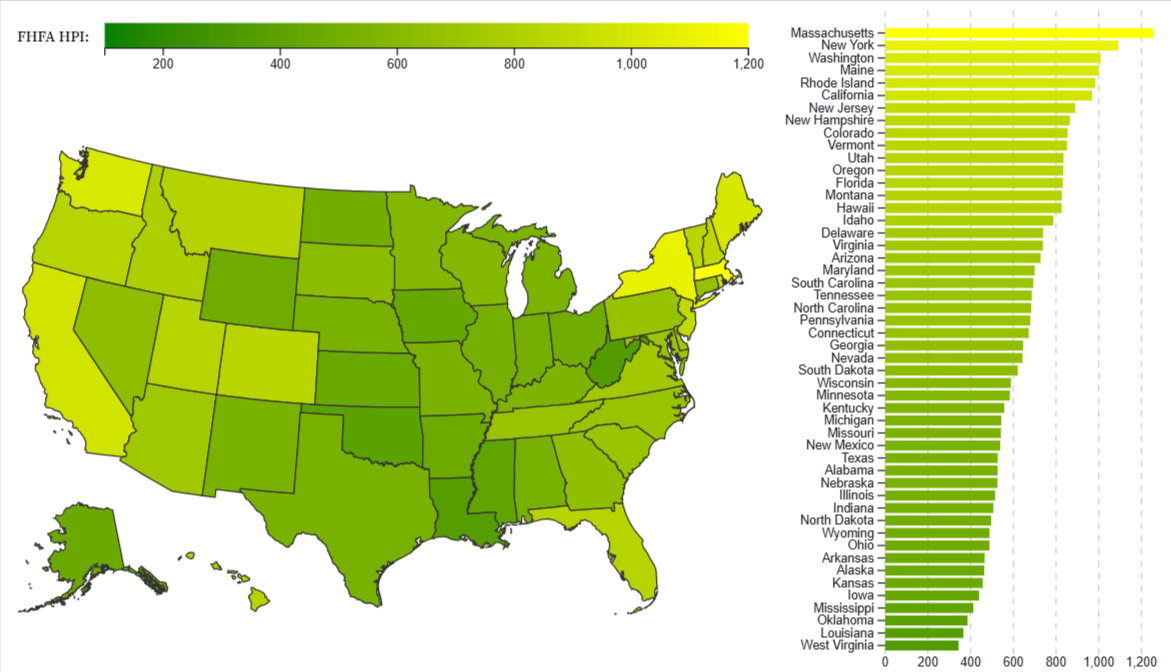 FHFA HPI:
200 400 600 800 1,000 1,200
Massachusetts
New York
Washington
Maine
Rhode Island
California
New Jersey
New Hampshire
Colorado
Vermont
Utah
Oregon
Florida
Montana
Hawaii
Idaho
Delaware
Virginia
Arizona
Maryland
South Carolina
Tennessee
North Carolina
Pennsylvania
Connecticut
Georgia
Nevada
South Dakota
Wisconsin
Minnesota
Kentucky
Michigan
Missouri
New Mexico
Texas
Alabama
Nebraska
Illinois
Indiana
North Dakota
Wyoming
Ohio
Arkansas
Alaska
Kansas
Iowa
Mississippi
Oklahoma
Louisiana
West Virginia
0 200 400 600 800 1,000 1,200